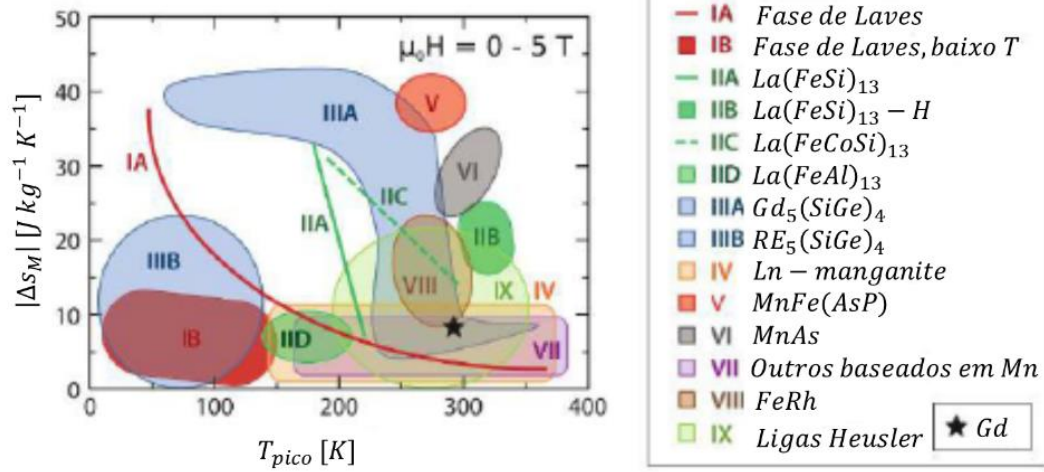 50
40
30
20
10
0
|Δs_M| [J kg⁻¹ K⁻¹]
μ₀H = 0 - 5 T
IA
IIIA
V
VI
IIA
IIC
IIB
IIIB
VIII
IX
IV
IB
IID
VII
0 100 200 300 400
T_pico [K]
IA Fase de Laves
IB Fase de Laves, baixo T
IIA La(FeSi)₁₃
IIB La(FeSi)₁₃ − H
IIC La(FeCoSi)₁₃
IID La(FeAl)₁₃
IIIA Gd₅(SiGe)₄
IIIB RE₅(SiGe)₄
IV Ln − manganite
V MnFe(AsP)
VI MnAs
VII Outros baseados em Mn
VIII FeRh
IX Ligas Heusler
★ Gd